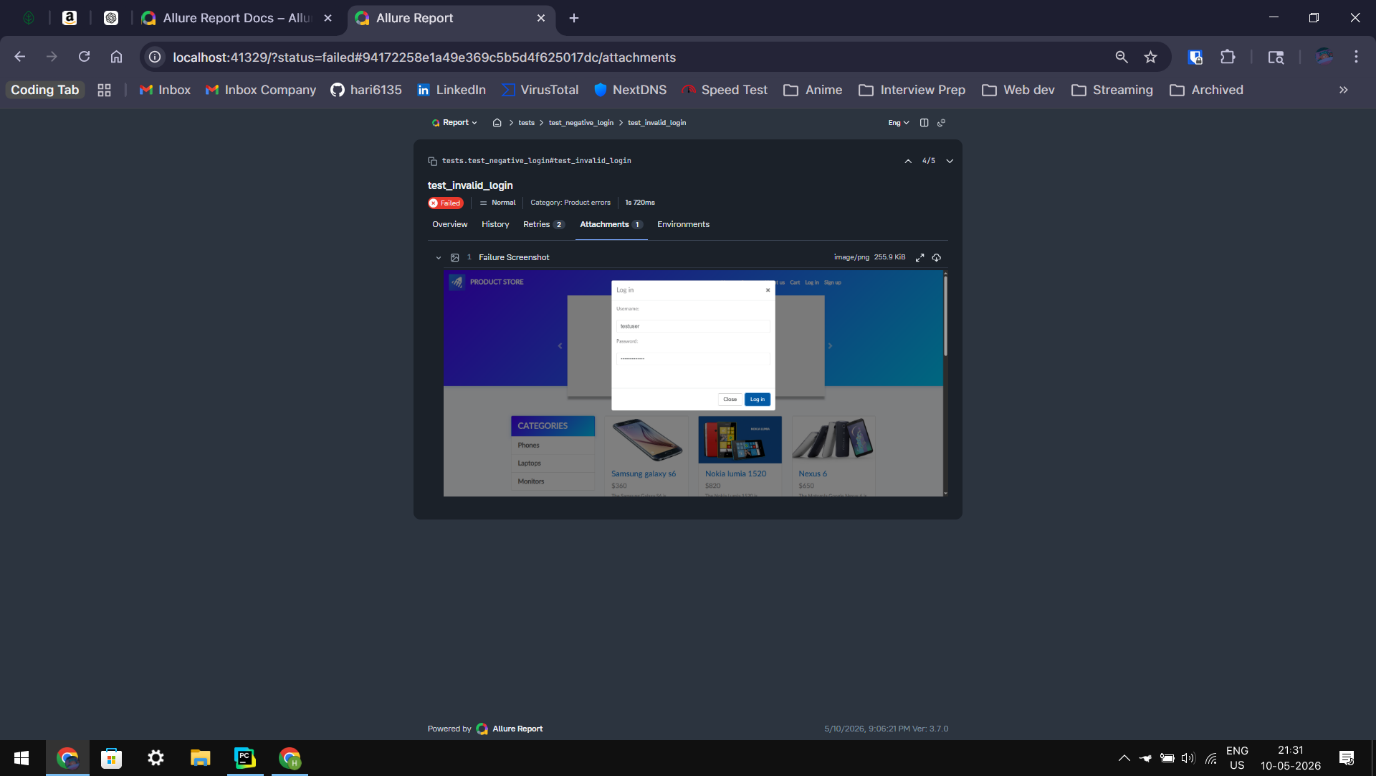 Allure Report Docs – Allu
Allure Report
localhost:41329/?status=failed#94172258e1a49e369c5b5d4f625017dc/attachments
Coding Tab
Inbox
Inbox Company
hari6135
LinkedIn
VirusTotal
NextDNS
Speed Test
Anime
Interview Prep
Web dev
Streaming
Archived
Report
tests
test_negative_login
test_invalid_login
Eng
tests.test_negative_login#test_invalid_login
4/5
test_invalid_login
Failed
Normal
Category: Product errors
1s 720ms
Overview
History
Retries 2
Attachments 1
Environments
1 Failure Screenshot
image/png 255.9 KiB
PRODUCT STORE
Log in
Cart
Log in
Sign up
Username:
testuser
Password:
Close
Log in
CATEGORIES
Phones
Laptops
Monitors
Samsung galaxy s6
$360
Nokia lumia 1520
$820
Nexus 6
$650
Powered by Allure Report
5/10/2026, 9:06:21 PM Ver: 3.7.0
ENG
US
21:31
10-05-2026